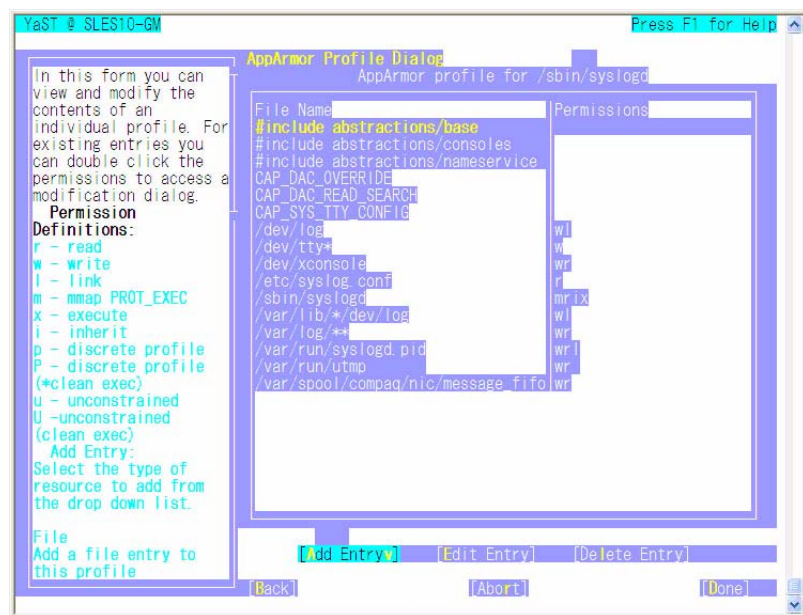 YaST @ SLES10-GM Press F1 for Help
AppArmor Profile Dialog
AppArmor profile for /sbin/syslogd
In this form you can
view and modify the
contents of an
individual profile. For
existing entries you
can double click the
permissions to access a
modification dialog.
Permission
Definitions:
r - read
w - write
l - link
m - mmap PROT_EXEC
x - execute
i - inherit
p - discrete profile
P - discrete profile
(*clean exec)
u - unconstrained
U -unconstrained
(clean exec)
Add Entry:
Select the type of
resource to add from
the drop down list.
File
Add a file entry to
this profile
File Name Permissions
#include abstractions/base
#include abstractions/consoles
#include abstractions/nameservice
CAP_DAC_OVERRIDE
CAP_DAC_READ_SEARCH
CAP_SYS_TTY_CONFIG
/dev/log wl
/dev/tty* w
/dev/xconsole wr
/etc/syslog.conf r
/sbin/syslogd mrix
/var/lib/*/dev/log wl
/var/log/** wr
/var/run/syslogd.pid wrl
/var/run/utmp wr
/var/spool/compaq/nic/message_fifo wr
[Add Entryv] [Edit Entry] [Delete Entry]
[Back] [Abort] [Done]